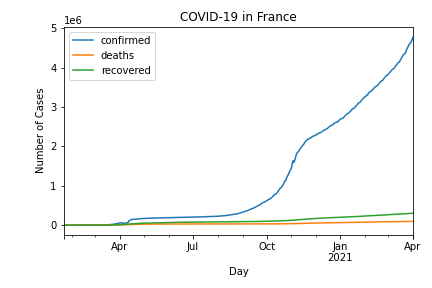 COVID-19 in France
1e6
confirmed
deaths
recovered
Number of Cases
5
4
3
2
1
0
Apr
Jul
Oct
Jan
2021
Apr
Day